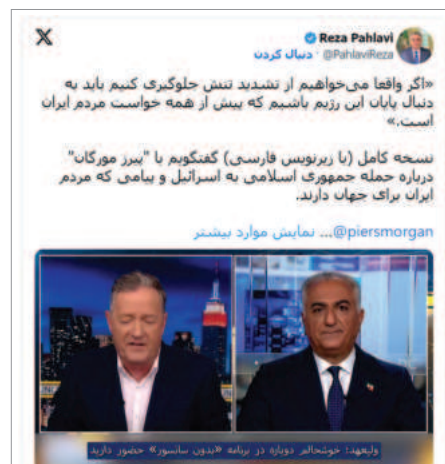 Reza Pahlavi
@PahlaviReza · دنبال کردن
«اگر واقعا می‌خواهیم از تشدید تنش جلوگیری کنیم باید به
دنبال پایان این رژیم باشیم که پیش از همه خواست مردم ایران
است.»
نسخه کامل (با زیرنویس فارسی) گفتگویم با "پیرز مورگان"
درباره حمله جمهوری اسلامی به اسرائیل و پیامی که مردم
ایران برای جهان دارند.
@piersmorgan... نمایش موارد بیشتر
ولیعهد: خوشحالم دوباره در برنامه «بدون سانسور» حضور دارید